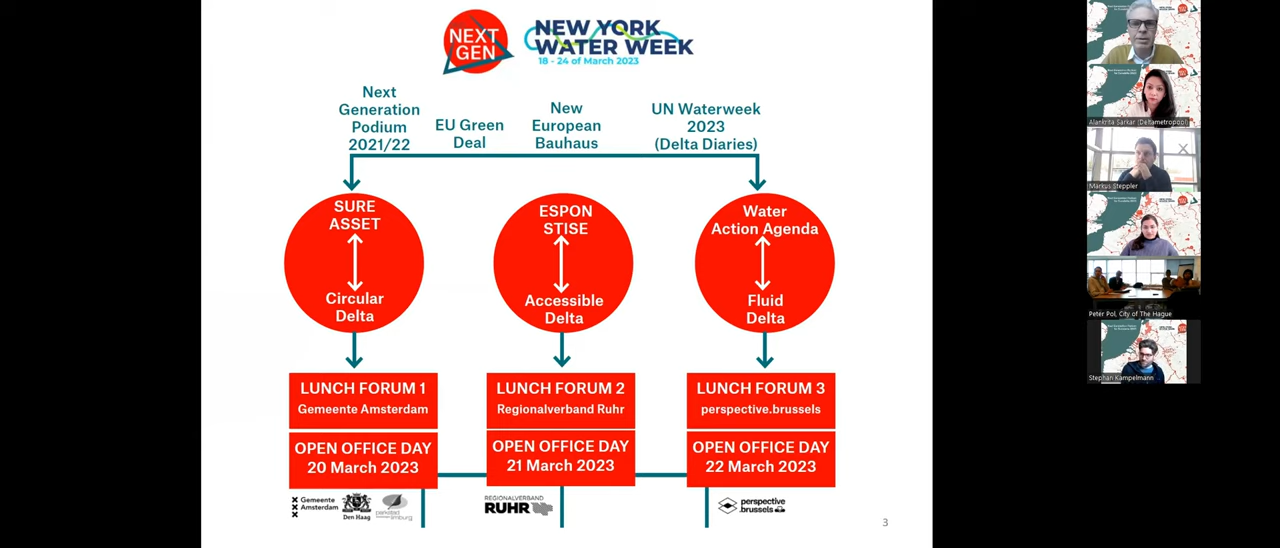 NEXT
GEN
NEW YORK
WATER WEEK
18 - 24 of March 2023
Next
Generation
Podium
2021/22
EU Green
Deal
New
European
Bauhaus
UN Waterweek
2023
(Delta Diaries)
SURE
ASSET
Circular
Delta
ESPON
STISE
Accessible
Delta
Water
Action Agenda
Fluid
Delta
LUNCH FORUM 1
Gemeente Amsterdam
LUNCH FORUM 2
Regionalverband Ruhr
LUNCH FORUM 3
perspective.brussels
OPEN OFFICE DAY
20 March 2023
OPEN OFFICE DAY
21 March 2023
OPEN OFFICE DAY
22 March 2023
Gemeente
Amsterdam
Den Haag
parkstad
limburg
REGIONALVERBAND
RUHR
perspective
.brussels
3
Alankrita Sarkar (Deltametropool)
Markus Steppler
Peter Pol, City of The Hague
Stephan Kampelmann